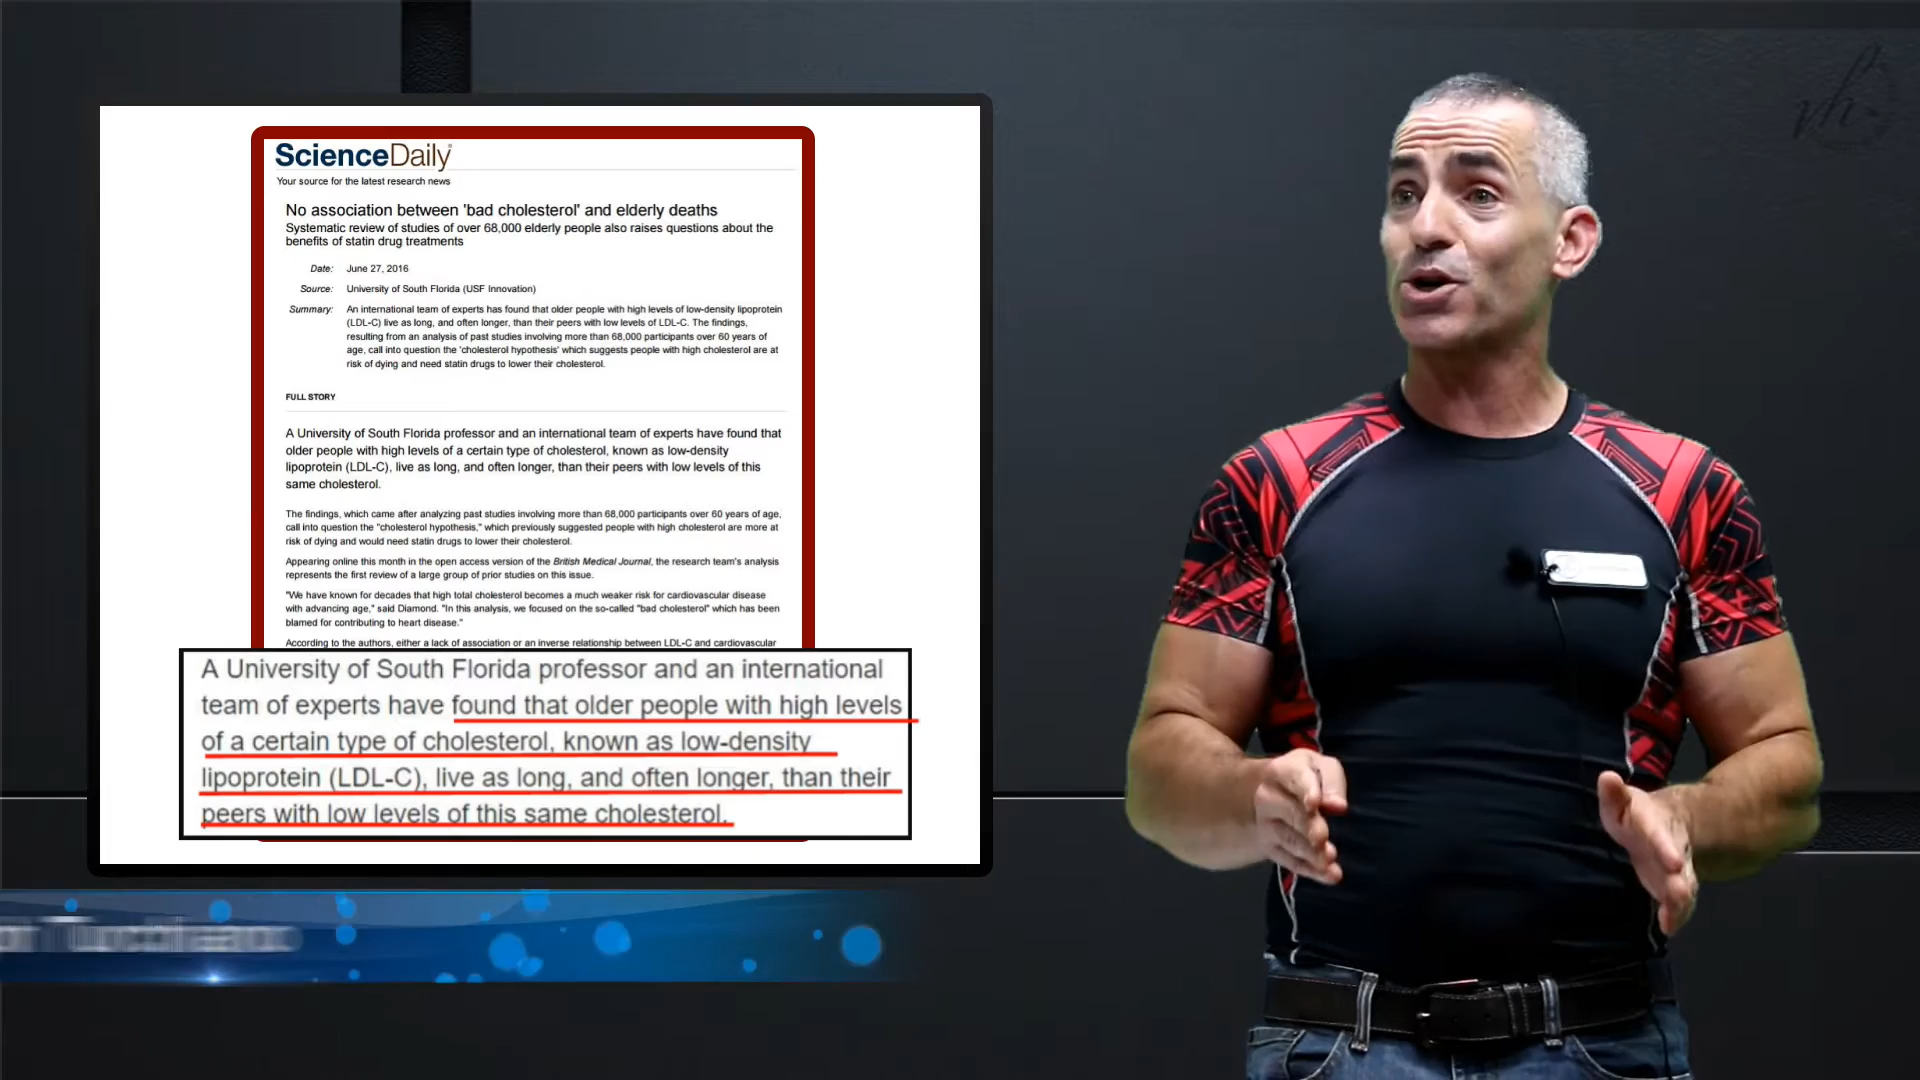 ScienceDaily
Your source for the latest research news
No association between 'bad cholesterol' and elderly deaths
Systematic review of studies of over 68,000 elderly people also raises questions about the
benefits of statin drug treatments
Date: June 27, 2016
Source: University of South Florida (USF Innovation)
Summary: An international team of experts has found that older people with high levels of low-density lipoprotein
(LDL-C) live as long, and often longer, than their peers with low levels of LDL-C. The findings,
resulting from an analysis of past studies involving more than 68,000 participants over 60 years of
age, call into question the 'cholesterol hypothesis' which suggests people with high cholesterol are at
risk of dying and need statin drugs to lower their cholesterol.
FULL STORY
A University of South Florida professor and an international team of experts have found that
older people with high levels of a certain type of cholesterol, known as low-density
lipoprotein (LDL-C), live as long, and often longer, than their peers with low levels of this
same cholesterol.
The findings, which came after analyzing past studies involving more than 68,000 participants over 60 years of age,
call into question the "cholesterol hypothesis," which previously suggested people with high cholesterol are more at
risk of dying and would need statin drugs to lower their cholesterol.
Appearing online this month in the open access version of the British Medical Journal, the research team's analysis
represents the first review of a large group of prior studies on this issue.
"We have known for decades that high total cholesterol becomes a much weaker risk for cardiovascular disease
with advancing age," said Diamond. "In this analysis, we focused on the so-called "bad cholesterol" which has been
blamed for contributing to heart disease."
According to the authors, either a lack of association or an inverse relationship between LDL-C and cardiovascular
A University of South Florida professor and an international
team of experts have found that older people with high levels
of a certain type of cholesterol, known as low-density
lipoprotein (LDL-C), live as long, and often longer, than their
peers with low levels of this same cholesterol.